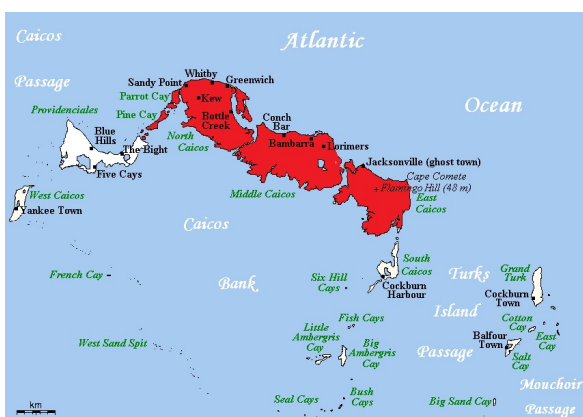 Caicos
Passage
Atlantic
Ocean
Whitby
Sandy Point
Greenwich
Parrot Cay
Kew
Pine Cay
Bottle
Creek
Providenciales
Blue
Hills
The Bight
Five Cays
North
Caicos
Conch
Bar
Bambarra
Lorimers
Jacksonville (ghost town)
Cape Comete
Flamingo Hill (48 m)
Middle Caicos
East
Caicos
West Caicos
Yankee Town
Caicos
Bank
French Cay
South
Caicos
Six Hill
Cays
Cockburn
Harbour
Turks
Island
Passage
Grand
Turk
Cockburn
Town
Cotton
Cay
East
Cay
Balfour
Town
Salt
Cay
Fish Cays
Little
Ambergris
Cay
Big
Ambergris
Cay
West Sand Spit
Seal Cays
Bush
Cays
Big Sand Cay
Mouchoir
Passage
km